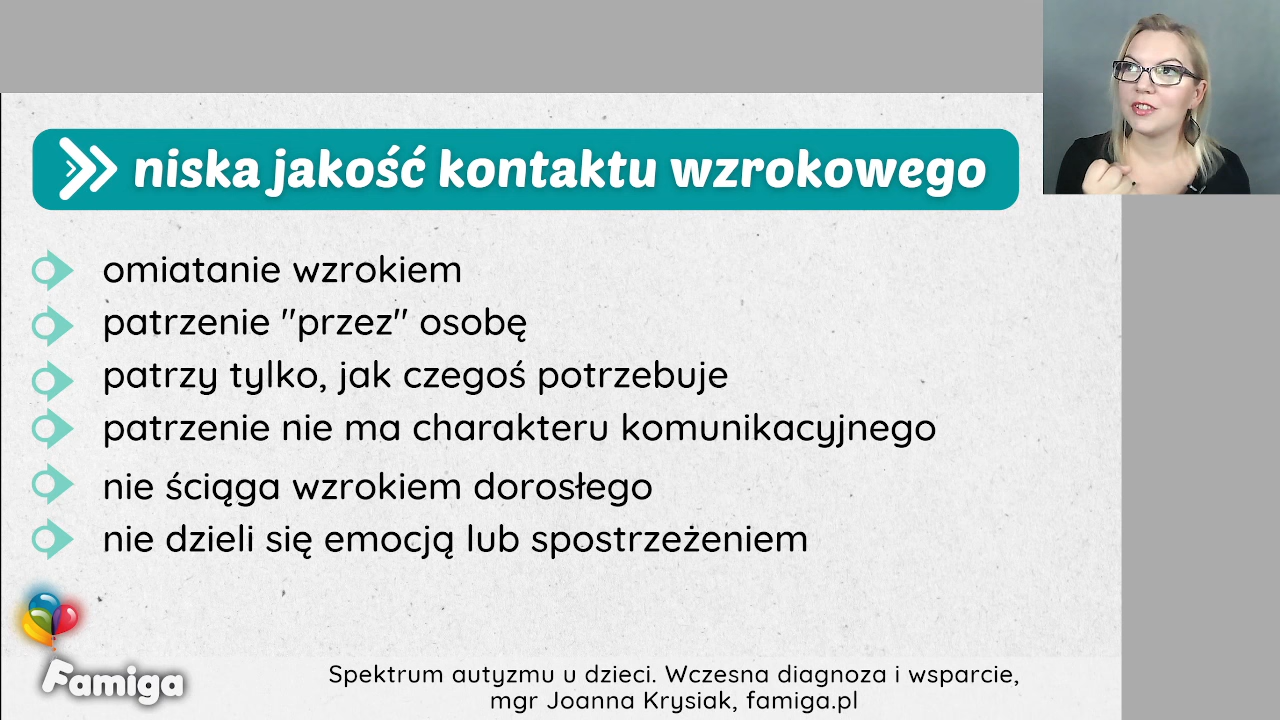 niska jakość kontaktu wzrokowego
omiatanie wzrokiem
patrzenie "przez" osobę
patrzy tylko, jak czegoś potrzebuje
patrzenie nie ma charakteru komunikacyjnego
nie ściąga wzrokiem dorosłego
nie dzieli się emocją lub spostrzeżeniem
Famiga
Spektrum autyzmu u dzieci. Wczesna diagnoza i wsparcie,
mgr Joanna Krysiak, famiga.pl